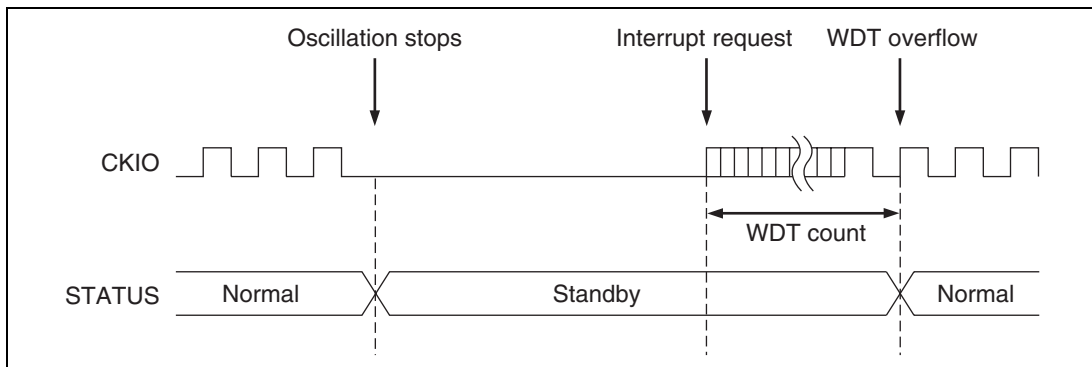 Oscillation stops Interrupt request WDT overflow
CKIO
WDT count
STATUS Normal Standby Normal